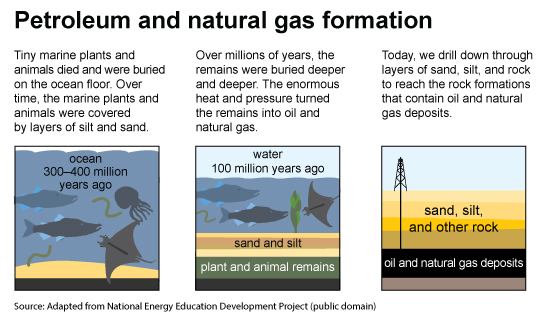 Petroleum and natural gas formation
Tiny marine plants and
animals died and were buried
on the ocean floor. Over
time, the marine plants and
animals were covered
by layers of silt and sand.
Over millions of years, the
remains were buried deeper
and deeper. The enormous
heat and pressure turned
the remains into oil and
natural gas.
Today, we drill down through
layers of sand, silt, and rock
to reach the rock formations
that contain oil and natural
gas deposits.
ocean
300–400 million
years ago
water
100 million years ago
sand and silt
plant and animal remains
sand, silt,
and other rock
oil and natural gas deposits
Source: Adapted from National Energy Education Development Project (public domain)